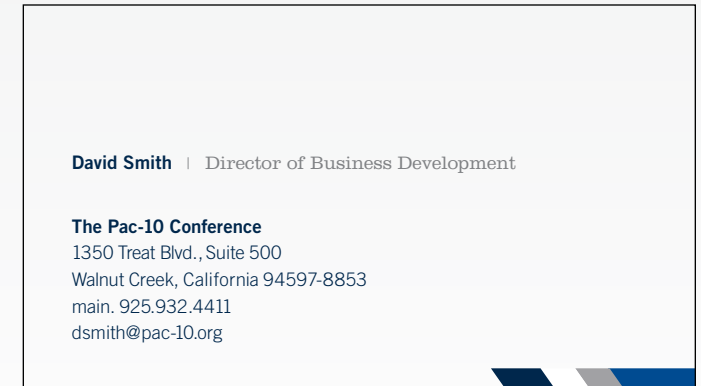 David Smith | Director of Business Development
The Pac-10 Conference
1350 Treat Blvd., Suite 500
Walnut Creek, California 94597-8853
main. 925.932.4411
dsmith@pac-10.org